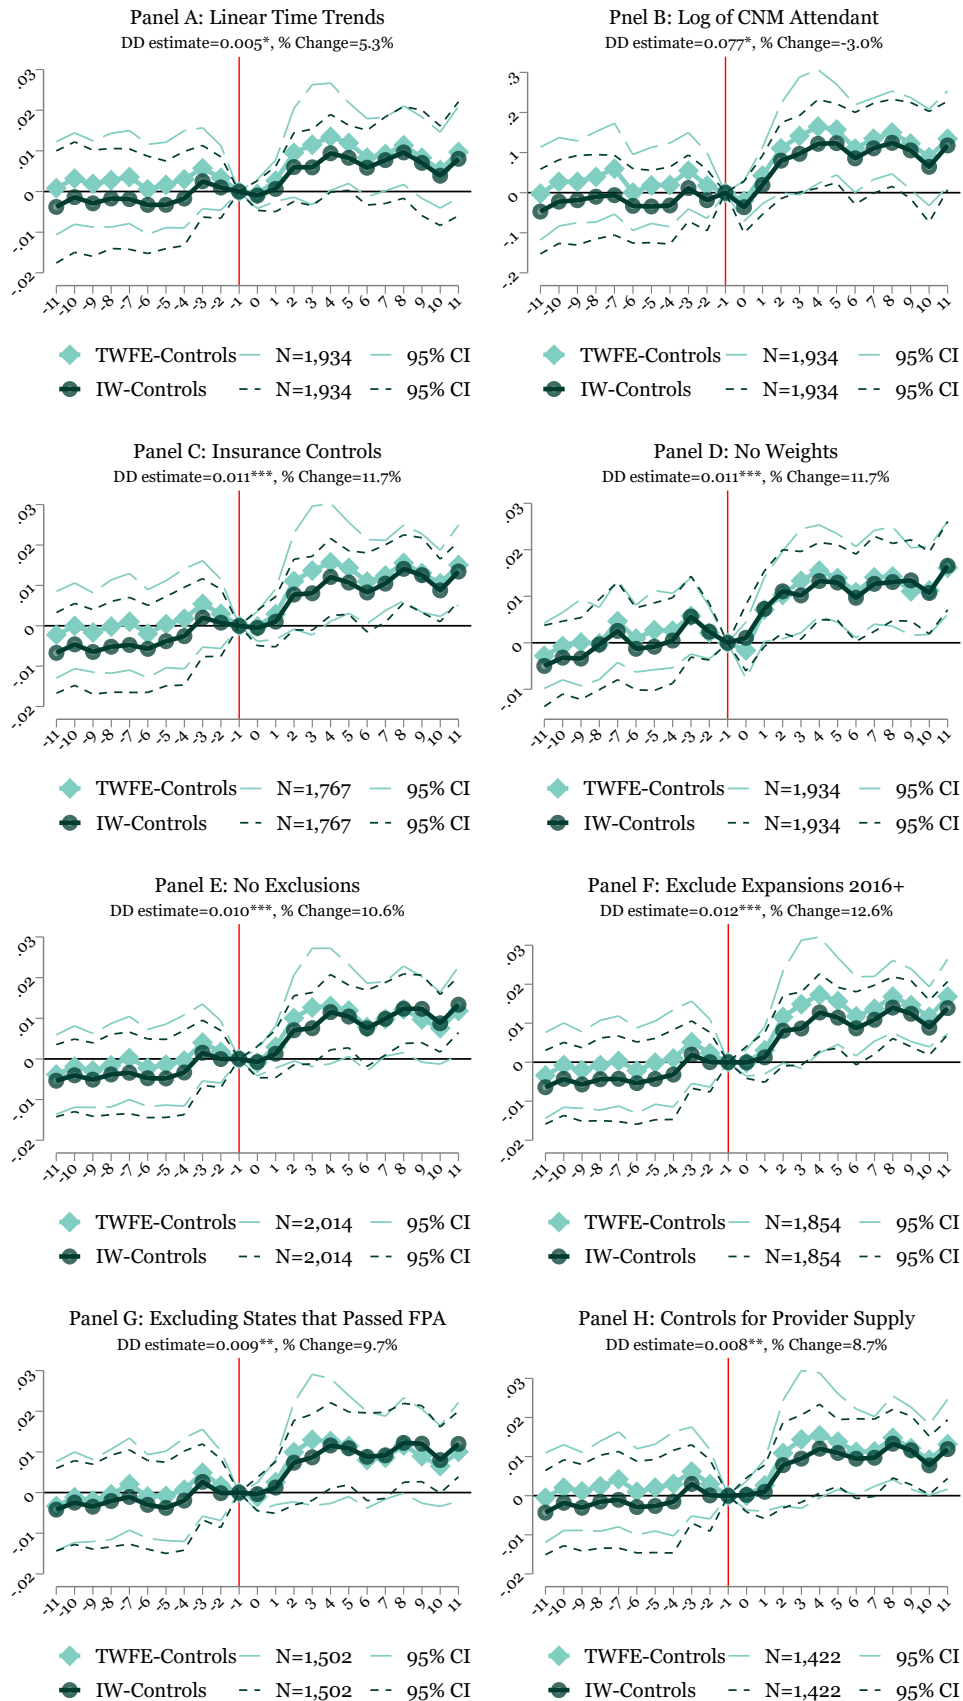 Panel A: Linear Time Trends
DD estimate=0.005*, % Change=5.3%
.03
.02
.01
0
-.01
-.02
-11 -10 -9 -8 -7 -6 -5 -4 -3 -2 -1 0 1 2 3 4 5 6 7 8 9 10 11
TWFE-Controls N=1,934 95% CI
IW-Controls N=1,934 95% CI
Pnel B: Log of CNM Attendant
DD estimate=0.077*, % Change=-3.0%
.3
.2
.1
0
-.1
-.2
-11 -10 -9 -8 -7 -6 -5 -4 -3 -2 -1 0 1 2 3 4 5 6 7 8 9 10 11
TWFE-Controls N=1,934 95% CI
IW-Controls N=1,934 95% CI
Panel C: Insurance Controls
DD estimate=0.011***, % Change=11.7%
.03
.02
.01
0
-.01
-.02
-11 -10 -9 -8 -7 -6 -5 -4 -3 -2 -1 0 1 2 3 4 5 6 7 8 9 10 11
TWFE-Controls N=1,767 95% CI
IW-Controls N=1,767 95% CI
Panel D: No Weights
DD estimate=0.011***, % Change=11.7%
.03
.02
.01
0
-.01
-11 -10 -9 -8 -7 -6 -5 -4 -3 -2 -1 0 1 2 3 4 5 6 7 8 9 10 11
TWFE-Controls N=1,934 95% CI
IW-Controls N=1,934 95% CI
Panel E: No Exclusions
DD estimate=0.010***, % Change=10.6%
.03
.02
.01
0
-.01
-.02
-11 -10 -9 -8 -7 -6 -5 -4 -3 -2 -1 0 1 2 3 4 5 6 7 8 9 10 11
TWFE-Controls N=2,014 95% CI
IW-Controls N=2,014 95% CI
Panel F: Exclude Expansions 2016+
DD estimate=0.012***, % Change=12.6%
.03
.02
.01
0
-.01
-.02
-11 -10 -9 -8 -7 -6 -5 -4 -3 -2 -1 0 1 2 3 4 5 6 7 8 9 10 11
TWFE-Controls N=1,854 95% CI
IW-Controls N=1,854 95% CI
Panel G: Excluding States that Passed FPA
DD estimate=0.009**, % Change=9.7%
.03
.02
.01
0
-.01
-.02
-11 -10 -9 -8 -7 -6 -5 -4 -3 -2 -1 0 1 2 3 4 5 6 7 8 9 10 11
TWFE-Controls N=1,502 95% CI
IW-Controls N=1,502 95% CI
Panel H: Controls for Provider Supply
DD estimate=0.008**, % Change=8.7%
.03
.02
.01
0
-.01
-.02
-11 -10 -9 -8 -7 -6 -5 -4 -3 -2 -1 0 1 2 3 4 5 6 7 8 9 10 11
TWFE-Controls N=1,422 95% CI
IW-Controls N=1,422 95% CI